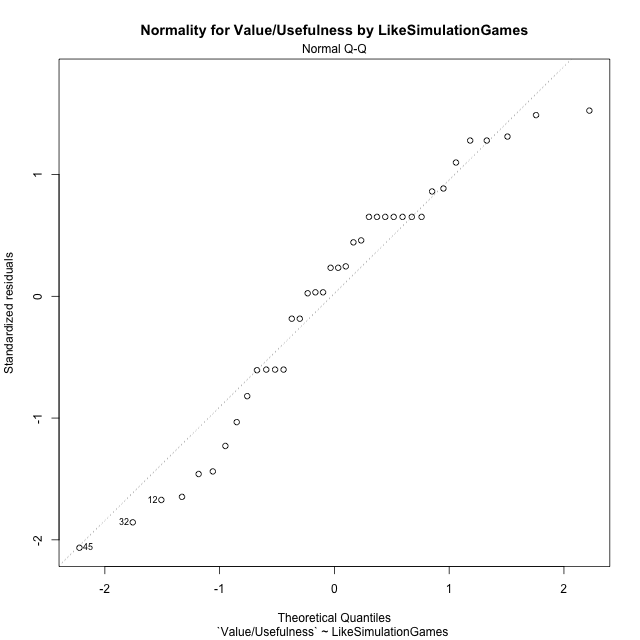 Normality for Value/Usefulness by LikeSimulationGames
Normal Q-Q
Standardized residuals
1
0
-1
-2
12
32
45
-2 -1 0 1 2
Theoretical Quantiles
`Value/Usefulness` ~ LikeSimulationGames